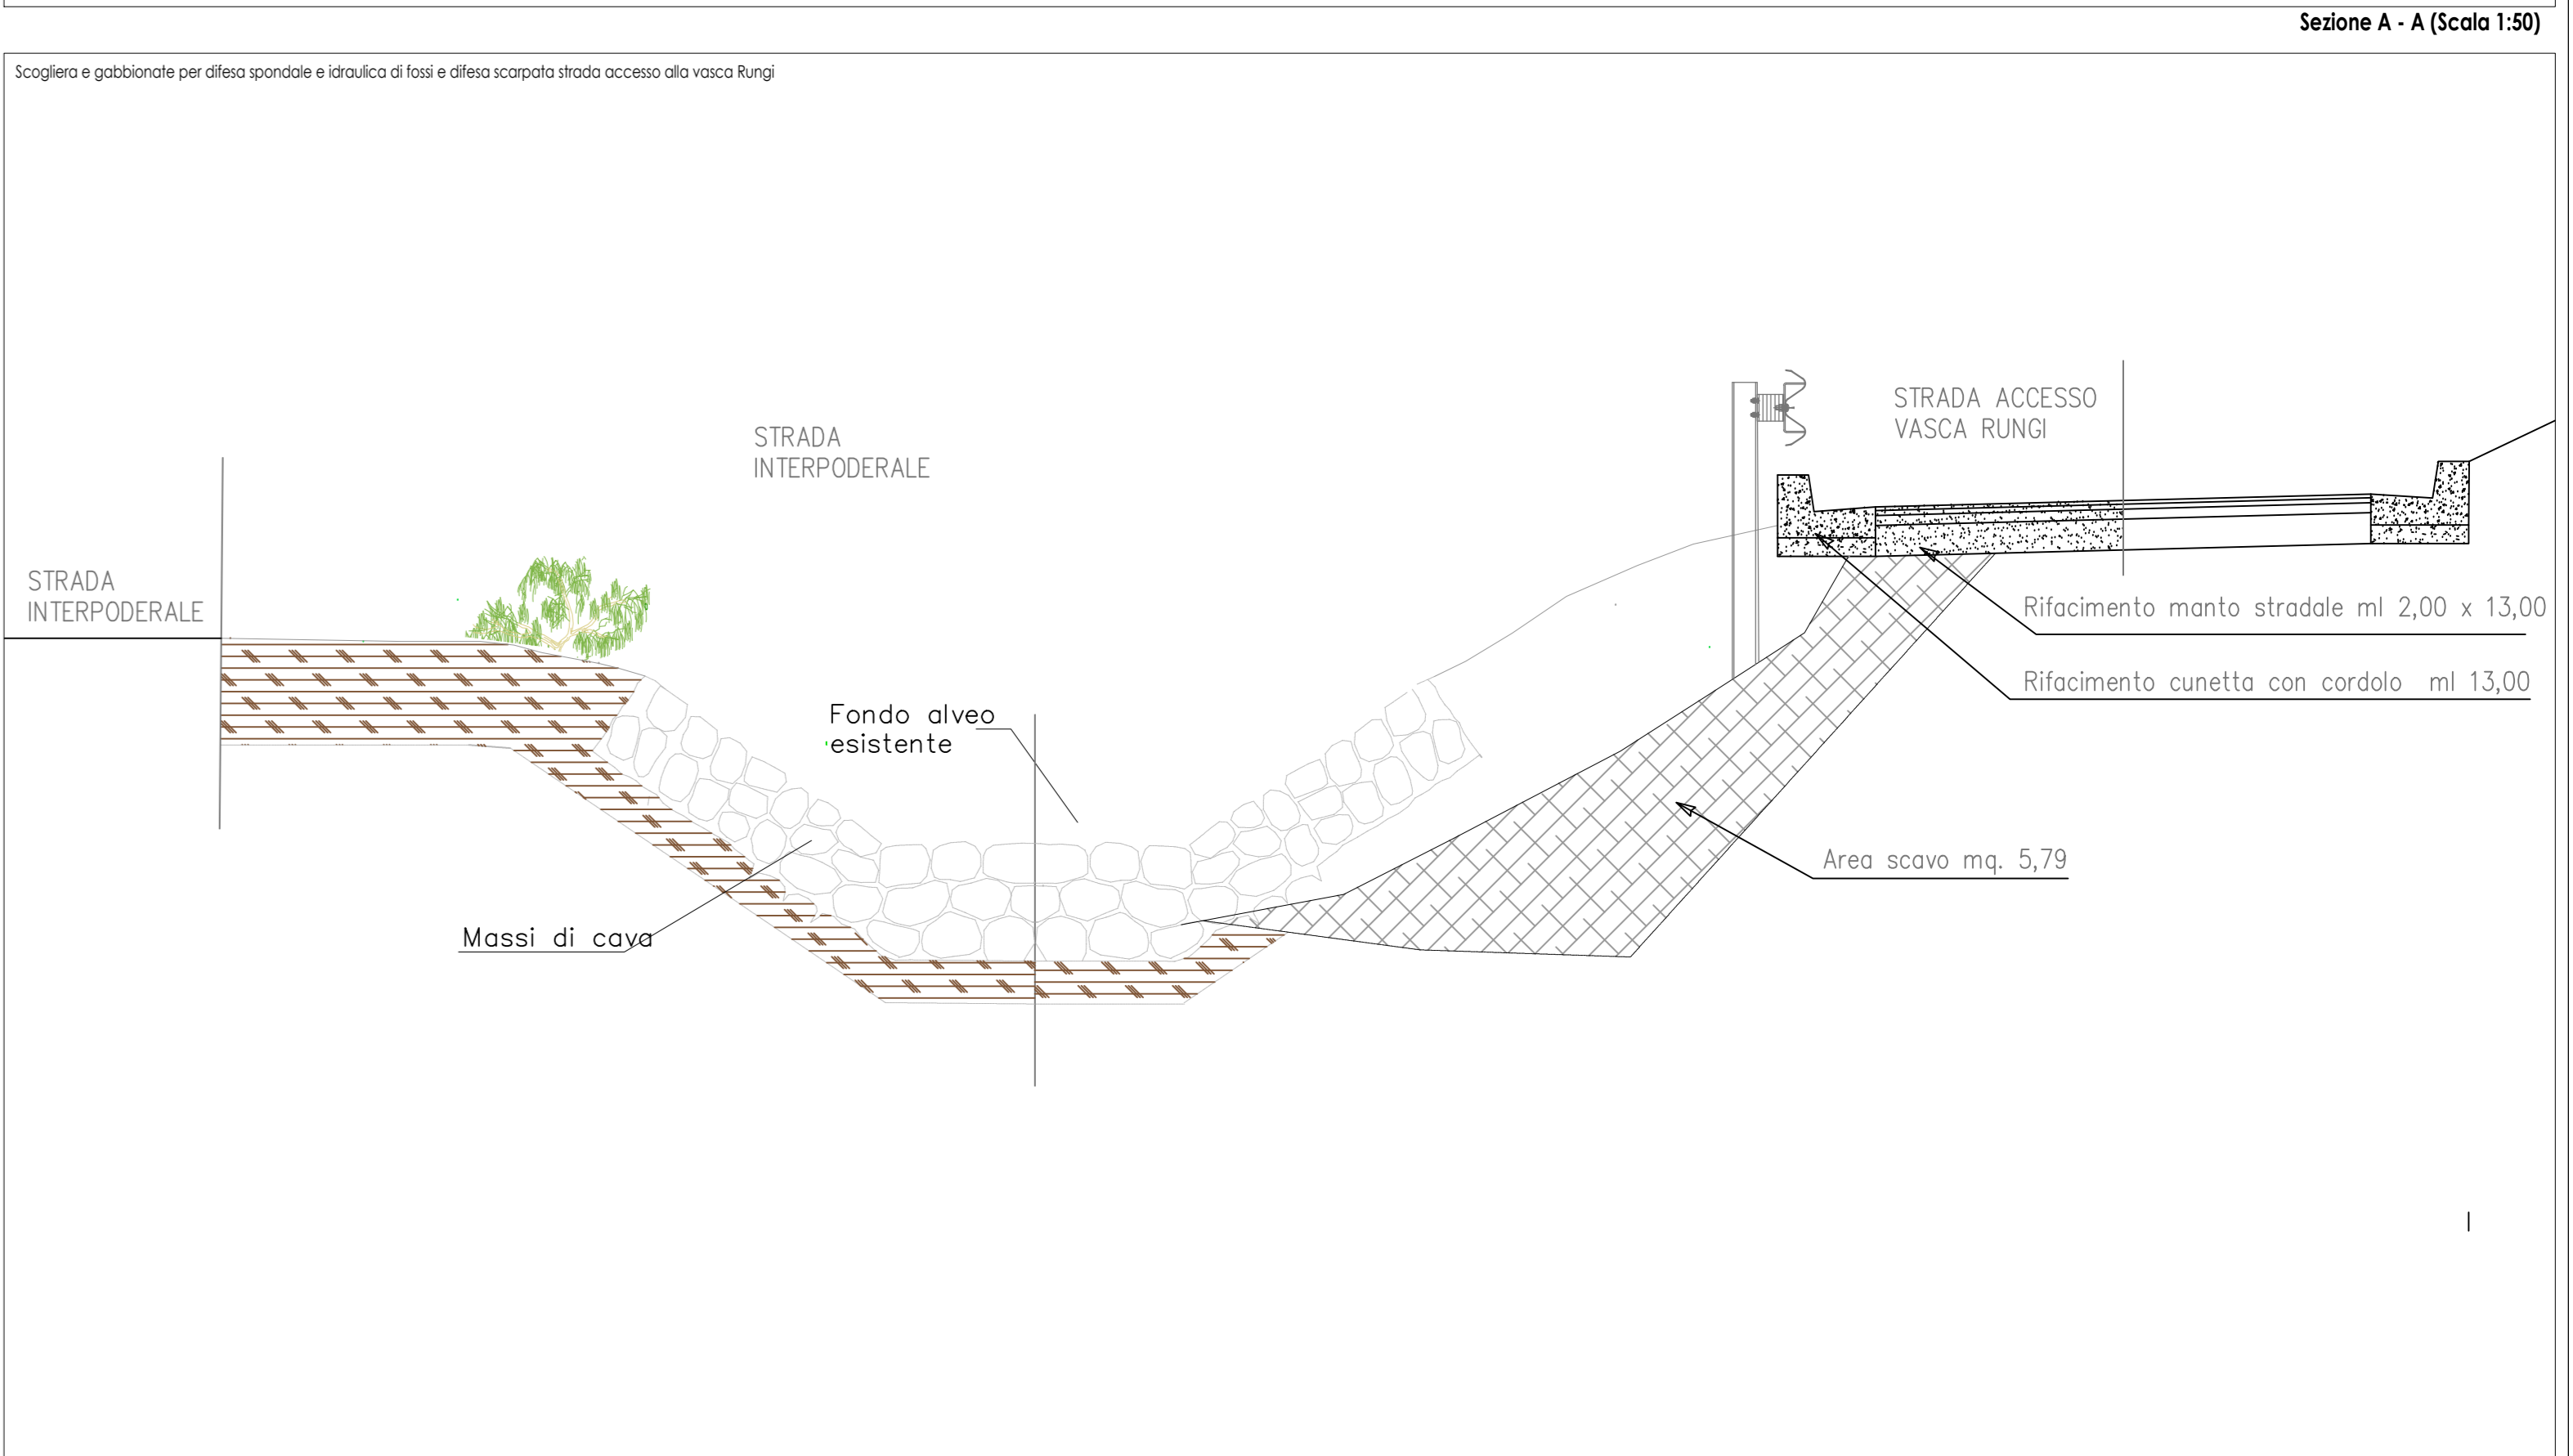 Sezione A - A (Scala 1:50)
Scogliera e gabbionate per difesa spondale e idraulica di fossi e difesa scarpata strada accesso alla vasca Rungi
STRADA ACCESSO
VASCA RUNGI
STRADA
INTERPODERALE
STRADA
INTERPODERALE
Rifacimento manto stradale ml 2,00 x 13,00
Rifacimento cunetta con cordolo ml 13,00
Fondo alveo
esistente
Area scavo mq. 5,79
Massi di cava